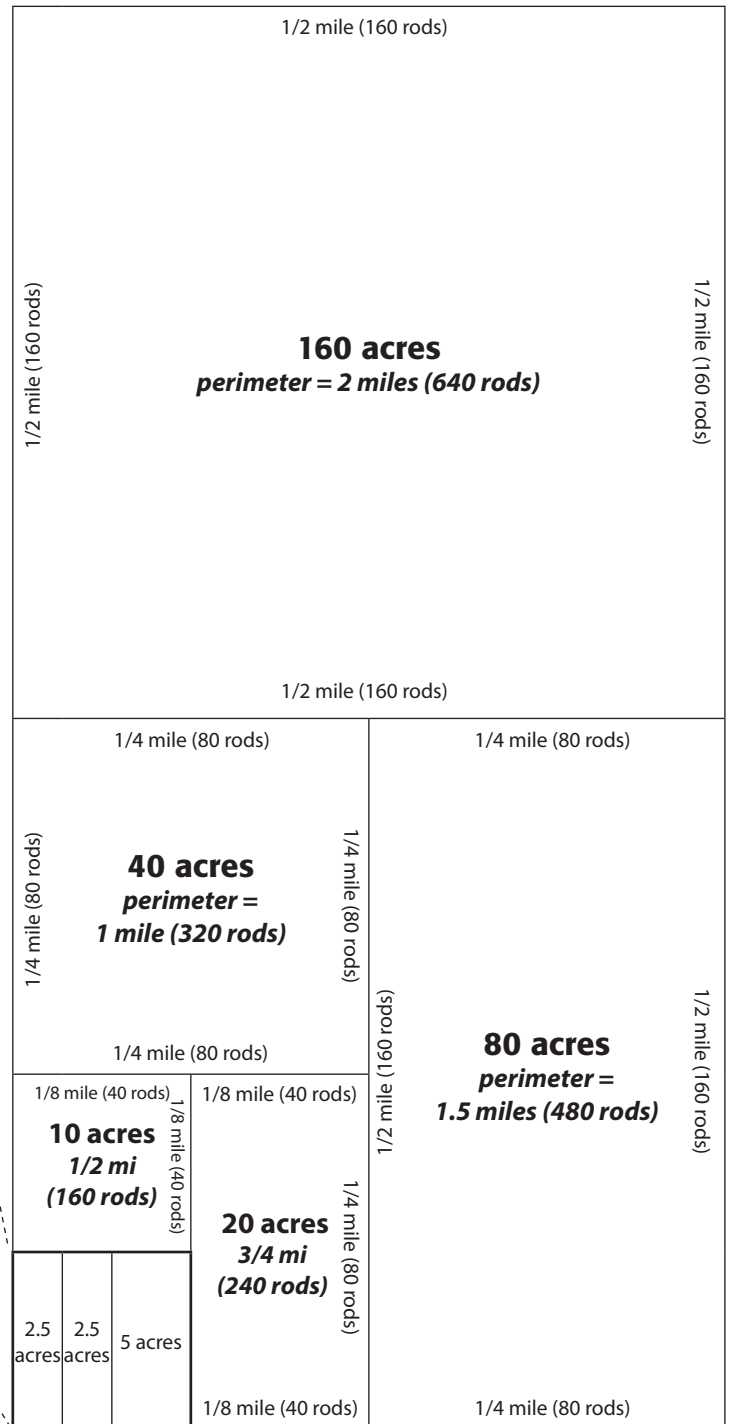 1/2 mile (160 rods)
1/2 mile (160 rods)
160 acres
perimeter = 2 miles (640 rods)
1/2 mile (160 rods)
1/2 mile (160 rods)
1/4 mile (80 rods)
1/4 mile (80 rods)
40 acres
perimeter =
1 mile (320 rods)
1/4 mile (80 rods)
1/4 mile (80 rods)
1/4 mile (80 rods)
1/2 mile (160 rods)
80 acres
perimeter =
1.5 miles (480 rods)
1/2 mile (160 rods)
1/4 mile (80 rods)
1/8 mile (40 rods)
10 acres
1/2 mi
(160 rods)
1/8 mile (40 rods)
1/8 mile (40 rods)
20 acres
3/4 mi
(240 rods)
1/4 mile (80 rods)
1/8 mile (40 rods)
2.5
acres
2.5
acres
5 acres